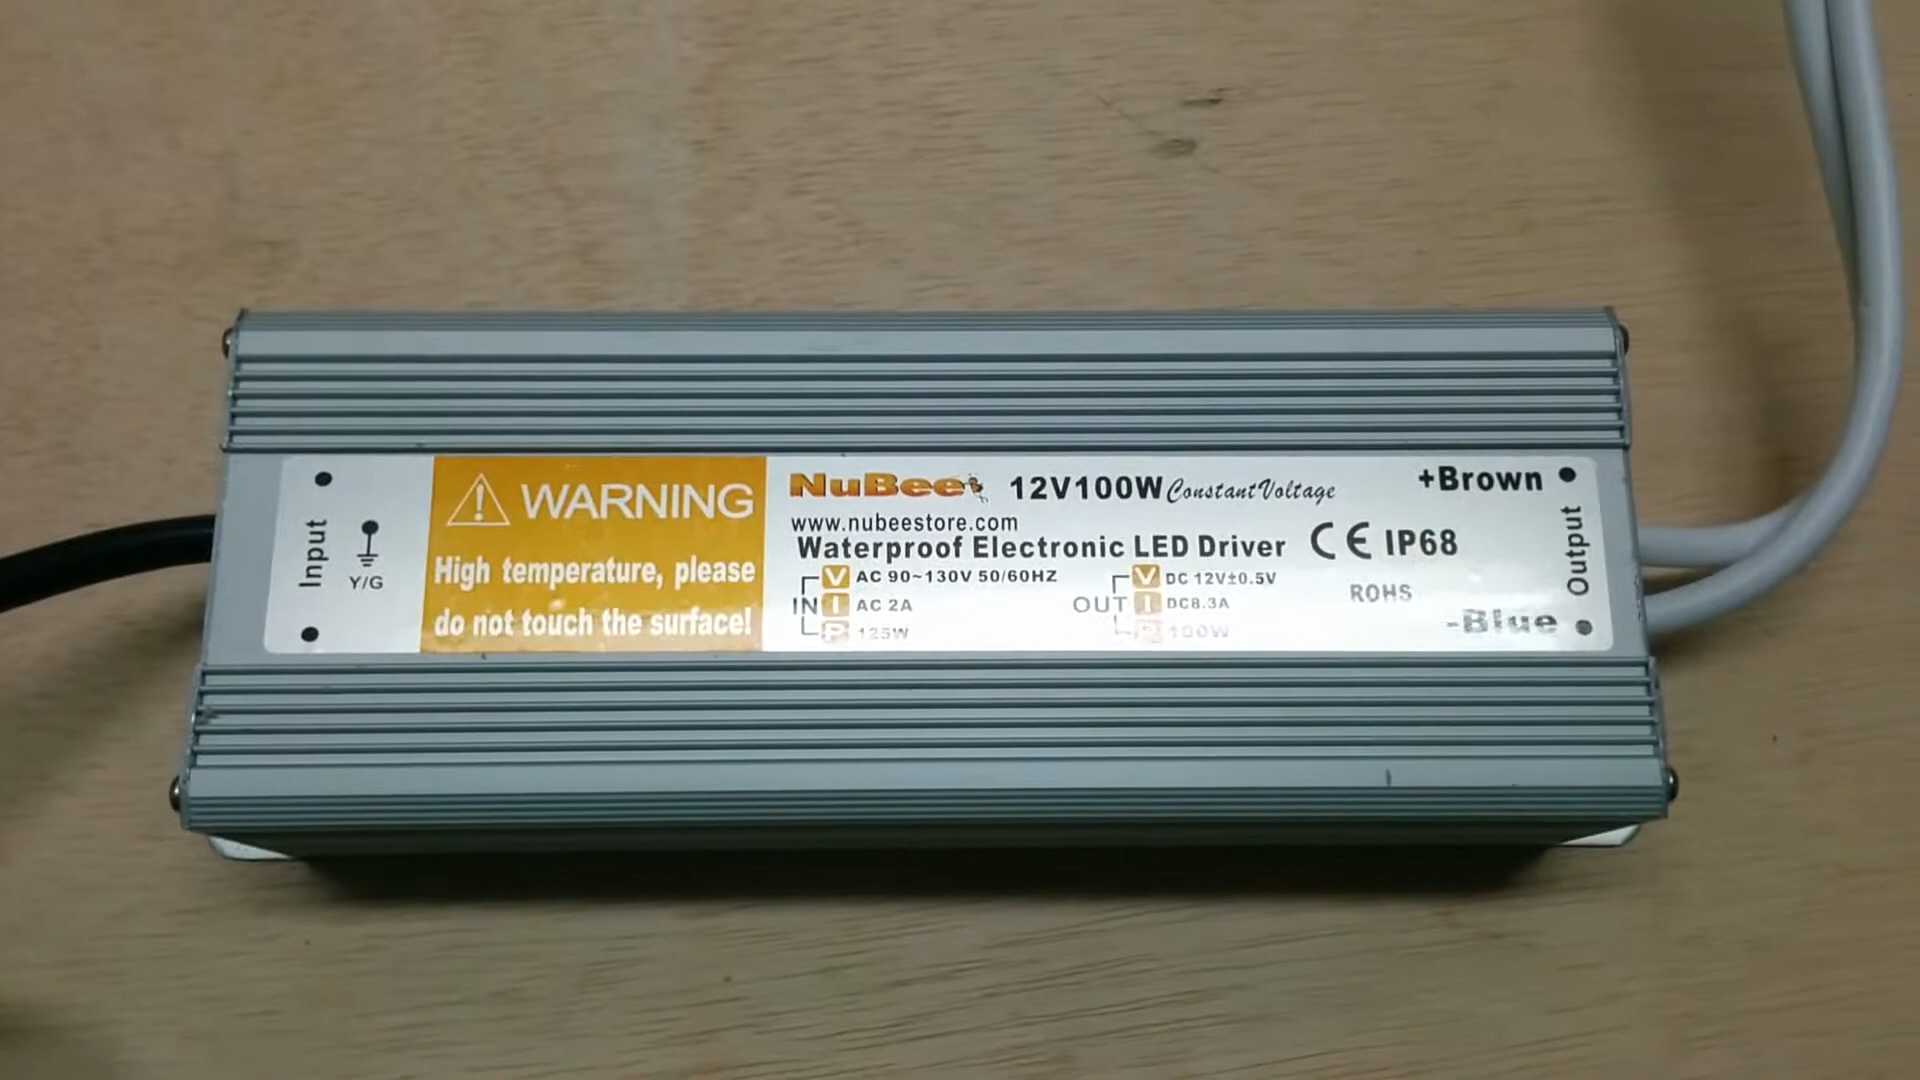 Input
Y/G
WARNING
High temperature, please
do not touch the surface!
NuBee 12V100W Constant Voltage
www.nubeestore.com
Waterproof Electronic LED Driver CE IP68
IN
V AC 90~130V 50/60HZ
I AC 2A
P 125W
OUT
V DC 12V±0.5V
I DC8.3A
P 100W
ROHS
+Brown
Output
-Blue